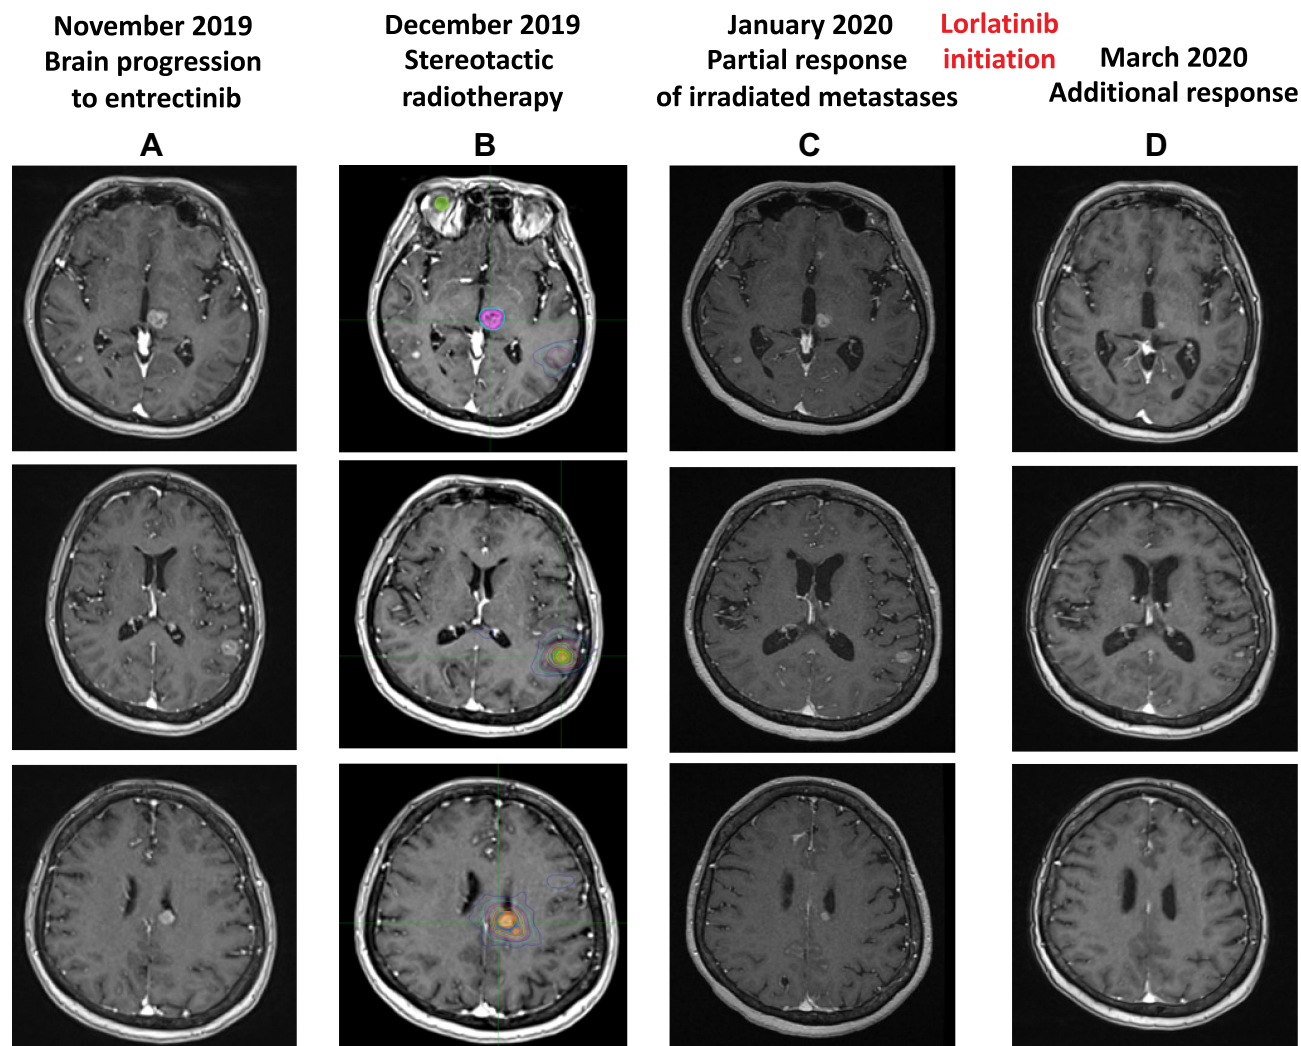 November 2019
Brain progression
to entrectinib
A
December 2019
Stereotactic
radiotherapy
B
January 2020
Partial response
of irradiated metastases
C
Lorlatinib
initiation
March 2020
Additional response
D